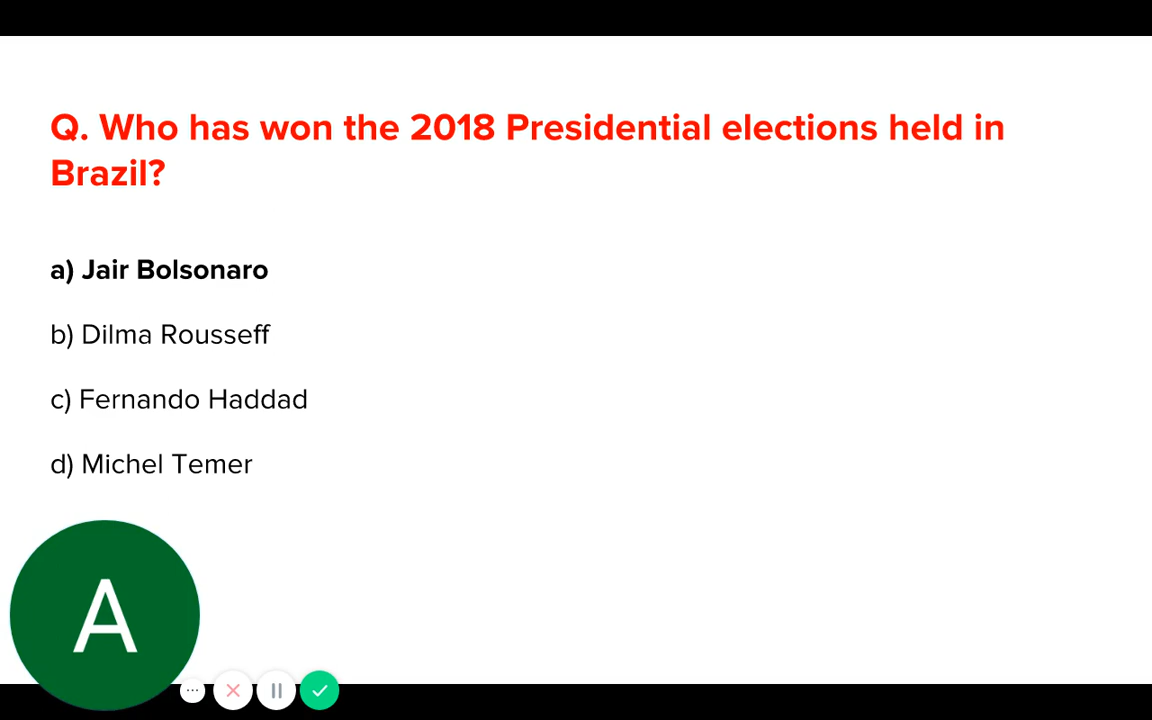 Q. Who has won the 2018 Presidential elections held in
Brazil?
a) Jair Bolsonaro
b) Dilma Rousseff
c) Fernando Haddad
d) Michel Temer
A